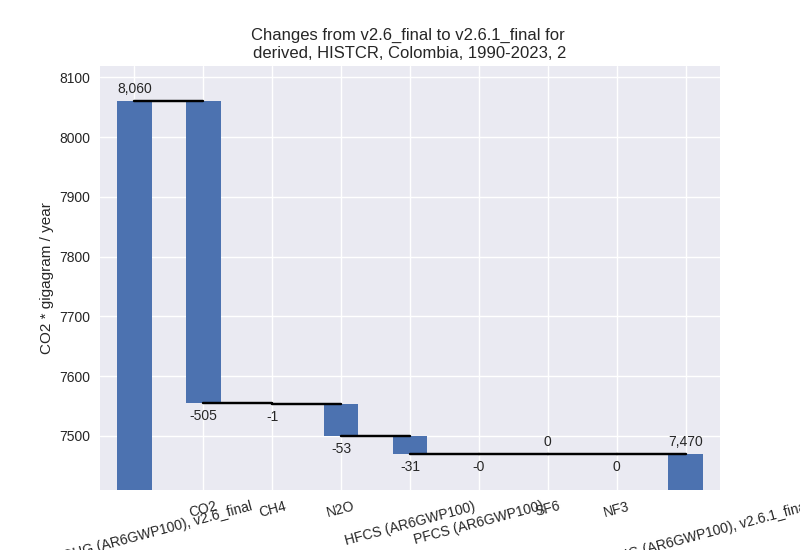 Changes from v2.6_final to v2.6.1_final for
derived, HISTCR, Colombia, 1990-2023, 2
CO2 * gigagram / year
8100
8000
7900
7800
7700
7600
7500
8,060
-505
-1
-53
-31
-0
0
0
7,470
(AR6GWP100), v2.6_final
CO2
CH4
N2O
HFCS (AR6GWP100)
PFCS (AR6GWP100)
SF6
NF3
(AR6GWP100), v2.6.1_final